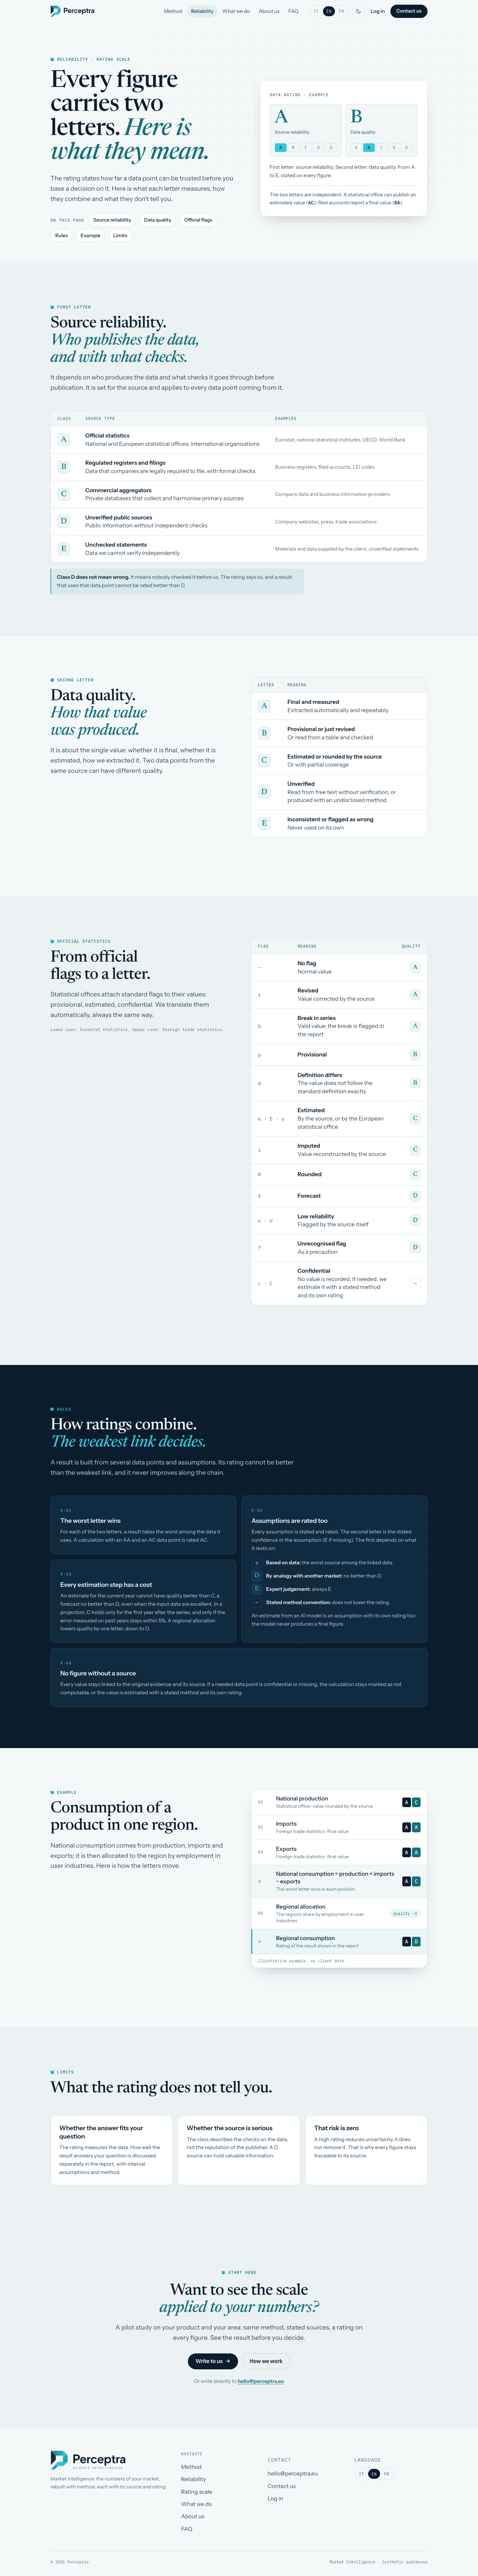 Perceptra
Method Reliability What we do About us FAQ IT EN FR Log in Contact us
RELIABILITY · RATING SCALE
Every figure
carries two
letters. Here is
what they mean.
The rating states how far a data point can be trusted before you
base a decision on it. Here is what each letter measures, how
they combine and what they don't tell you.
ON THIS PAGE Source reliability Data quality Official flags
Rules Example Limits
DATA RATING · EXAMPLE
A
Source reliability
A B C D E
B
Data quality
A B C D E
First letter: source reliability. Second letter: data quality. From A
to E, stated on every figure.
The two letters are independent. A statistical office can publish an
estimated value (AC); filed accounts report a final value (BA).
FIRST LETTER
Source reliability.
Who publishes the data,
and with what checks.
It depends on who produces the data and what checks it goes through before
publication. It is set for the source and applies to every data point coming from it.
CLASS SOURCE TYPE EXAMPLES
A
Official statistics
National and European statistical offices, international organisations
Eurostat, national statistical institutes, OECD, World Bank
B
Regulated registers and filings
Data that companies are legally required to file, with formal checks
Business registers, filed accounts, LEI codes
C
Commercial aggregators
Private databases that collect and harmonise primary sources
Company data and business information providers
D
Unverified public sources
Public information without independent checks
Company websites, press, trade associations
E
Unchecked statements
Data we cannot verify independently
Materials and data supplied by the client, unverified statements
Class D does not mean wrong. It means nobody checked it before us. The rating says so, and a result
that uses that data point cannot be rated better than D.
SECOND LETTER
Data quality.
How that value
was produced.
It is about the single value: whether it is final, whether it is
estimated, how we extracted it. Two data points from the
same source can have different quality.
LETTER MEANING
A
Final and measured
Extracted automatically and repeatably
B
Provisional or just revised
Or read from a table and checked
C
Estimated or rounded by the source
Or with partial coverage
D
Unverified
Read from free text without verification, or
produced with an undisclosed method
E
Inconsistent or flagged as wrong
Never used on its own
OFFICIAL STATISTICS
From official
flags to a letter.
Statistical offices attach standard flags to their values:
provisional, estimated, confidential. We translate them
automatically, always the same way.
Lower case: Eurostat statistics. Upper case: foreign trade statistics.
FLAG MEANING QUALITY
—
No flag
Normal value
A
r
Revised
Value corrected by the source
A
b
Break in series
Valid value; the break is flagged in
the report
A
p
Provisional
B
d
Definition differs
The value does not follow the
standard definition exactly
B
e · E · s
Estimated
By the source, or by the European
statistical office
C
i
Imputed
Value reconstructed by the source
C
R
Rounded
C
f
Forecast
D
u · U
Low reliability
Flagged by the source itself
D
?
Unrecognised flag
As a precaution
D
c · C
Confidential
No value is recorded. If needed, we
estimate it with a stated method
and its own rating
—
RULES
How ratings combine.
The weakest link decides.
A result is built from several data points and assumptions. Its rating cannot be better
than the weakest link, and it never improves along the chain.
R·01
The worst letter wins
For each of the two letters, a result takes the worst among the data it
uses. A calculation with an AA and an AC data point is rated AC.
R·02
Assumptions are rated too
Every assumption is stated and rated. The second letter is the stated
confidence in the assumption (E if missing). The first depends on what
it rests on.
Based on data: the worst source among the linked data
D By analogy with another market: no better than D
E Expert judgement: always E
— Stated method convention: does not lower the rating
An estimate from an AI model is an assumption with its own rating too:
the model never produces a final figure.
R·03
Every estimation step has a cost
An estimate for the current year cannot have quality better than C, a
forecast no better than D, even when the input data are excellent. In a
projection, C holds only for the first year after the series, and only if the
error measured on past years stays within 5%. A regional allocation
lowers quality by one letter, down to D.
R·04
No figure without a source
Every value stays linked to the original evidence and its source. If a needed data point is confidential or missing, the calculation stays marked as not
computable, or the value is estimated with a stated method and its own rating.
EXAMPLE
Consumption of a
product in one region.
National consumption comes from production, imports and
exports; it is then allocated to the region by employment in
user industries. Here is how the letters move.
01
National production
Statistical office · value rounded by the source
A C
02
Imports
Foreign trade statistics · final value
A A
03
Exports
Foreign trade statistics · final value
A A
=
National consumption = production + imports
− exports
The worst letter wins in each position
A C
04
Regional allocation
The region's share by employment in user
industries
quality −1
=
Regional consumption
Rating of the result shown in the report
A D
Illustrative example: no client data.
LIMITS
What the rating does not tell you.
Whether the answer fits your
question
The rating measures the data. How well the
result answers your question is discussed
separately in the report, with interval,
assumptions and method.
Whether the source is serious
The class describes the checks on the data,
not the reputation of the publisher. A D
source can hold valuable information.
That risk is zero
A high rating reduces uncertainty, it does
not remove it. That is why every figure stays
traceable to its source.
START HERE
Want to see the scale
applied to your numbers?
A pilot study on your product and your area: same method, stated sources, a rating on
every figure. See the result before you decide.
Write to us → How we work
Or write directly to hello@perceptra.eu
Perceptra
MARKET INTELLIGENCE
Market intelligence: the numbers of your market,
rebuilt with method, each with its source and rating.
NAVIGATE
Method
Reliability
Rating scale
What we do
About us
FAQ
CONTACT
hello@perceptra.eu
Contact us
Log in
LANGUAGE
IT EN FR
© 2026 Perceptra
Market Intelligence · Synthetic audiences